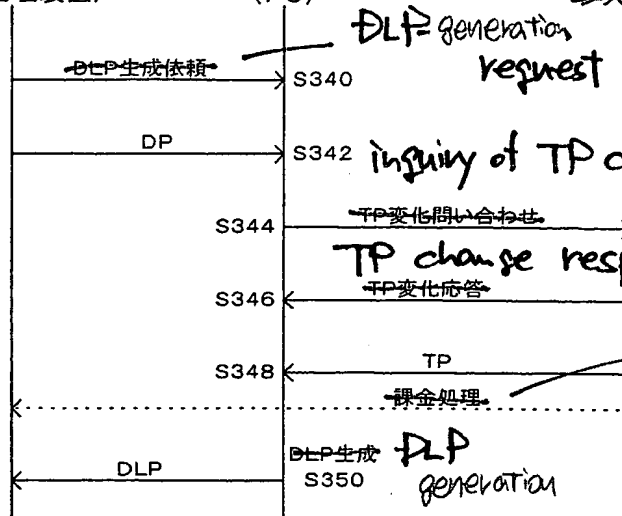 DLP generation
request
DLP生成依頼
S340
DP
S342
inquiry of TP
TP変化問い合わせ
S344
TP change
TP変化応答
S346
TP
S348
課金処理
DLP生成
DLP
generation
DLP
S350